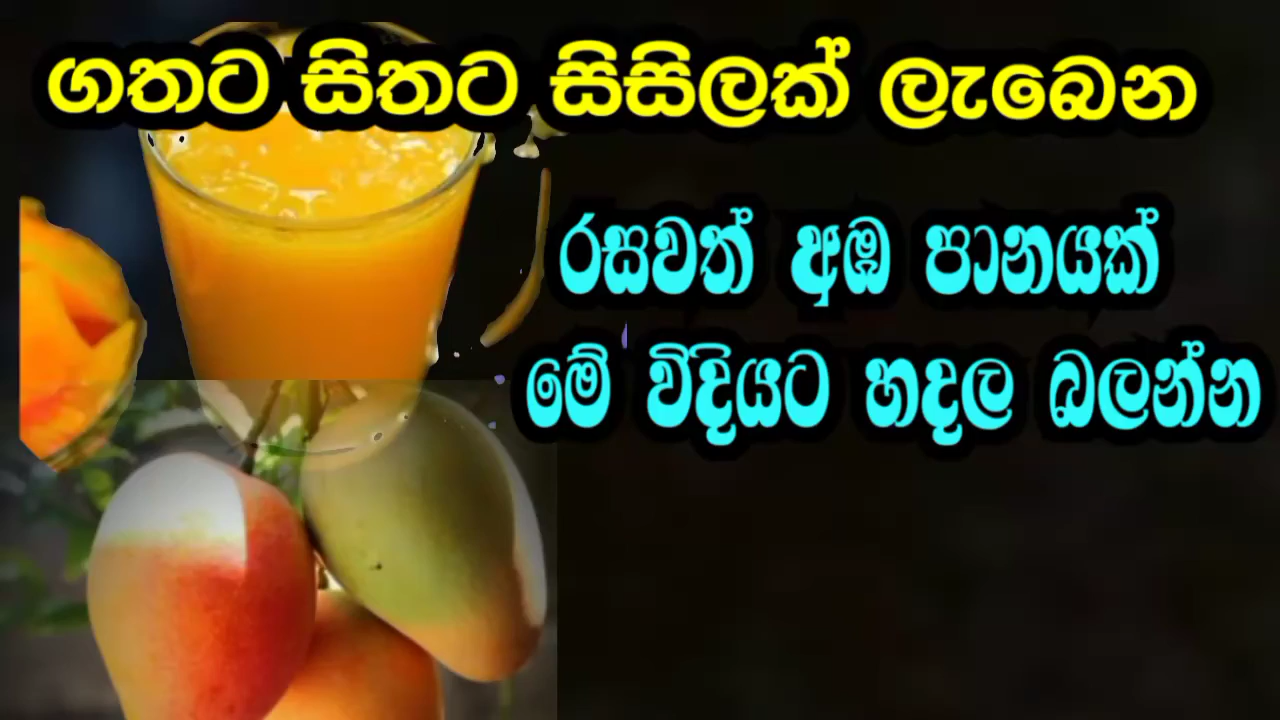 ගතට සිතට සිසිලක් ලැබෙන
රසවත් අඹ පානයක්
මේ විදියට හදල බලන්න